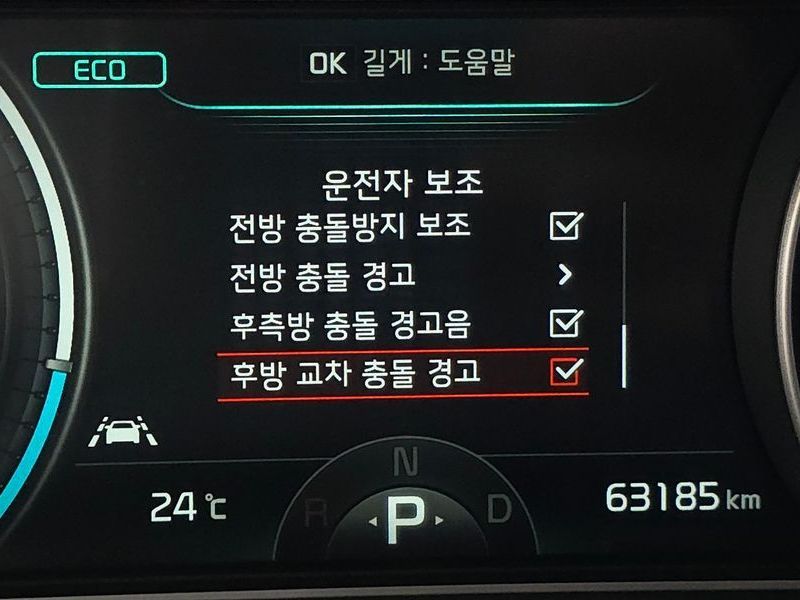 ECO
OK 길게 : 도움말
운전자 보조
전방 충돌방지 보조
전방 충돌 경고
후측방 충돌 경고음
후방 교차 충돌 경고
N
R P D
24℃
63185km